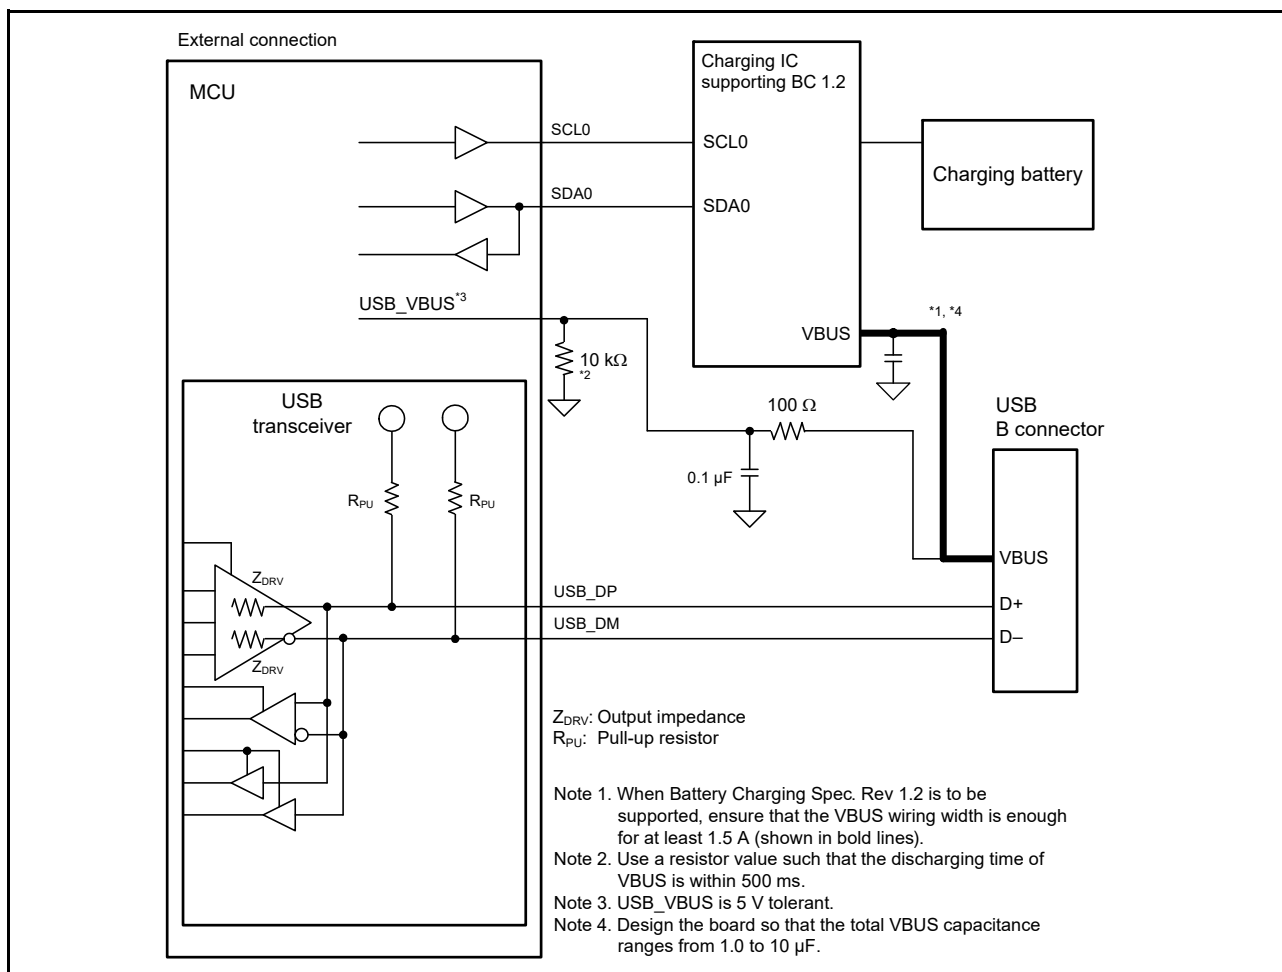 External connection
MCU
Charging IC
supporting BC 1.2
SCL0
SCL0
Charging battery
SDA0
SDA0
USB_VBUS*3
*1, *4
VBUS
10 kΩ
*2
USB
transceiver
100 Ω
USB
B connector
0.1 µF
RPU
RPU
VBUS
ZDRV
USB_DP
D+
USB_DM
D–
ZDRV
ZDRV: Output impedance
RPU: Pull-up resistor
Note 1. When Battery Charging Spec. Rev 1.2 is to be
supported, ensure that the VBUS wiring width is enough
for at least 1.5 A (shown in bold lines).
Note 2. Use a resistor value such that the discharging time of
VBUS is within 500 ms.
Note 3. USB_VBUS is 5 V tolerant.
Note 4. Design the board so that the total VBUS capacitance
ranges from 1.0 to 10 µF.